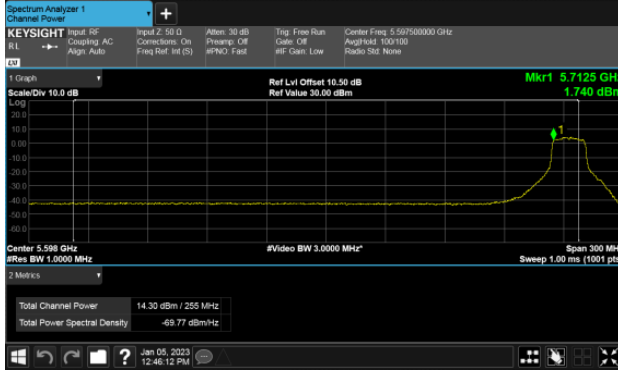 Spectrum Analyzer 1
Channel Power
KEYSIGHT Input: RF Input Z: 50 Ω Atten: 30 dB Trig: Free Run Center Freq: 5.597500000 GHz
RL Coupling: AC Corrections: On Preamp: Off Gate: Off Avg|Hold: 100/100
Align: Auto Freq Ref: Int (S) #PNO: Fast #IF Gain: Low Radio Std: None
LXI
1 Graph Ref Lvl Offset 10.50 dB Mkr1 5.7125 GHz
Scale/Div 10.0 dB Ref Value 30.00 dBm 1.740 dBm
Log
20.0
10.0
1
0.00
-10.0
-20.0
-30.0
-40.0
-50.0
-60.0
Center 5.598 GHz #Video BW 3.0000 MHz* Span 300 MH
#Res BW 1.0000 MHz Sweep 1.00 ms (1001 pts
2 Metrics
Total Channel Power 14.30 dBm / 255 MHz
Total Power Spectral Density -69.77 dBm/Hz
? Jan 05, 2023
12:46:12 PM